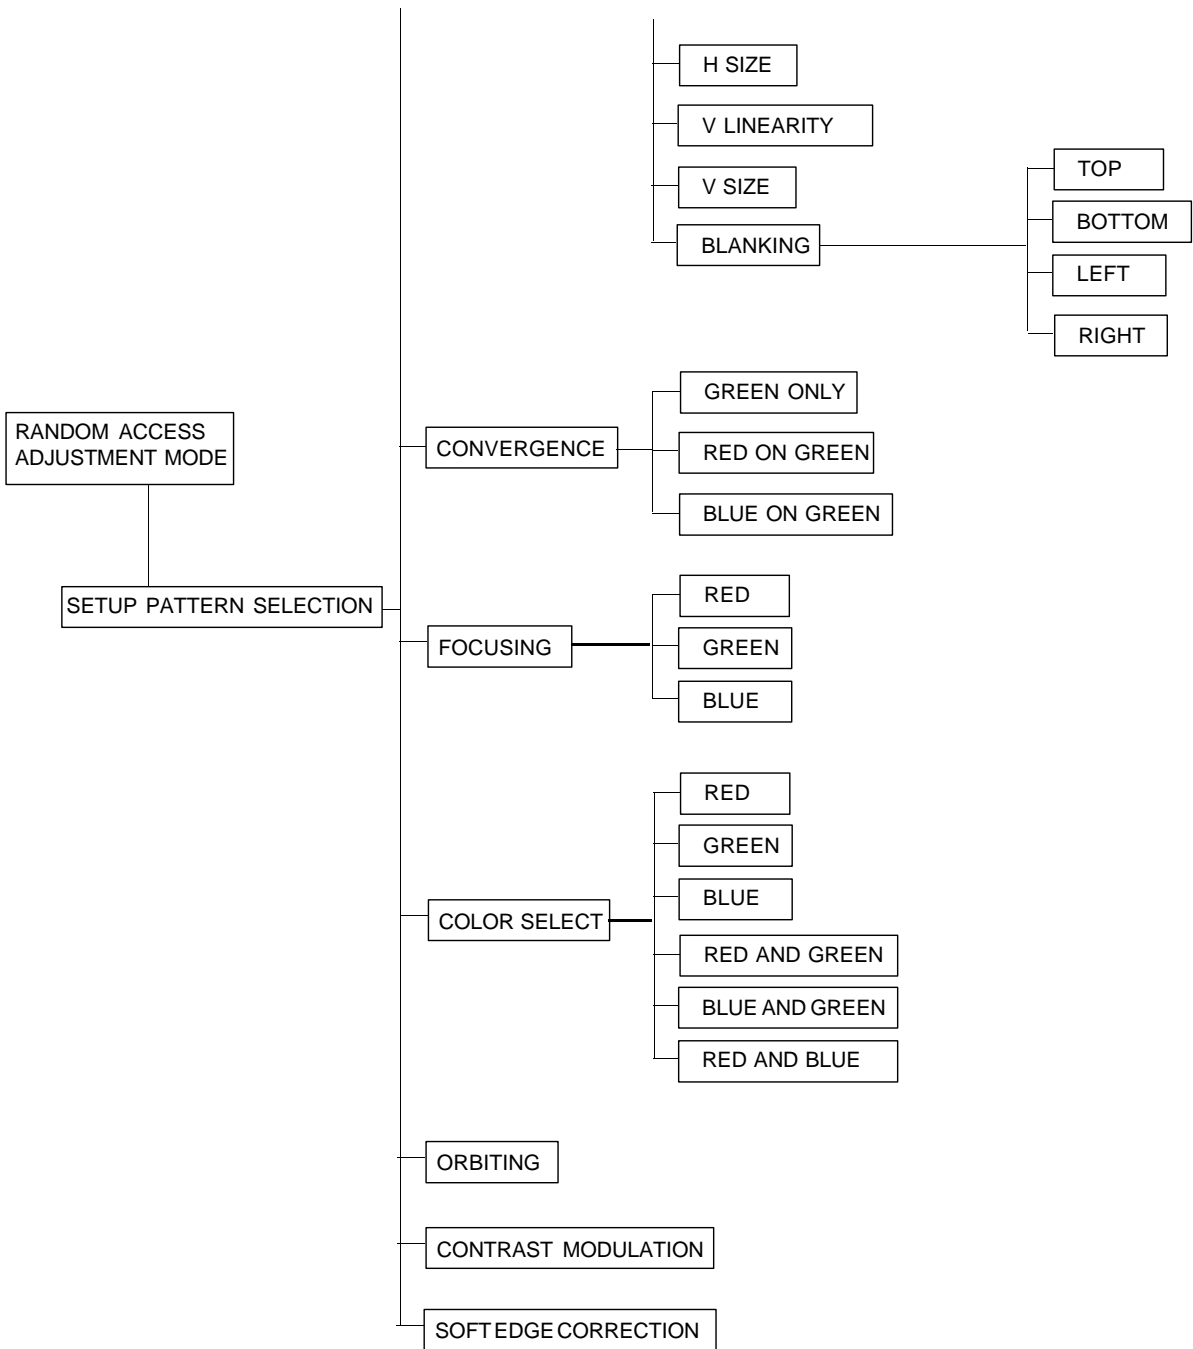 H SIZE
V LINEARITY
V SIZE
BLANKING
TOP
BOTTOM
LEFT
RIGHT
RANDOM ACCESS
ADJUSTMENT MODE
SETUP PATTERN SELECTION
CONVERGENCE
GREEN ONLY
RED ON GREEN
BLUE ON GREEN
FOCUSING
RED
GREEN
BLUE
COLOR SELECT
RED
GREEN
BLUE
RED AND GREEN
BLUE AND GREEN
RED AND BLUE
ORBITING
CONTRAST MODULATION
SOFT EDGE CORRECTION